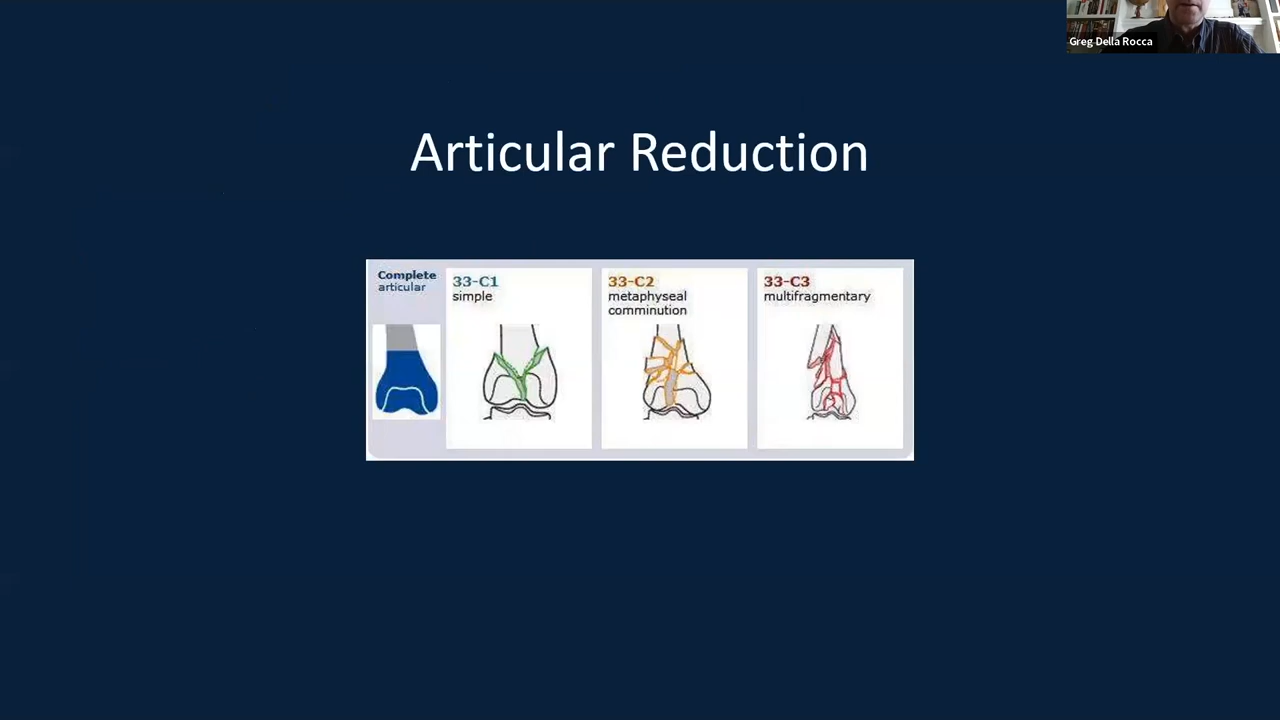 Greg Della Rocca
Articular Reduction
Complete
articular
33-C1
simple
33-C2
metaphyseal
comminution
33-C3
multifragmentary